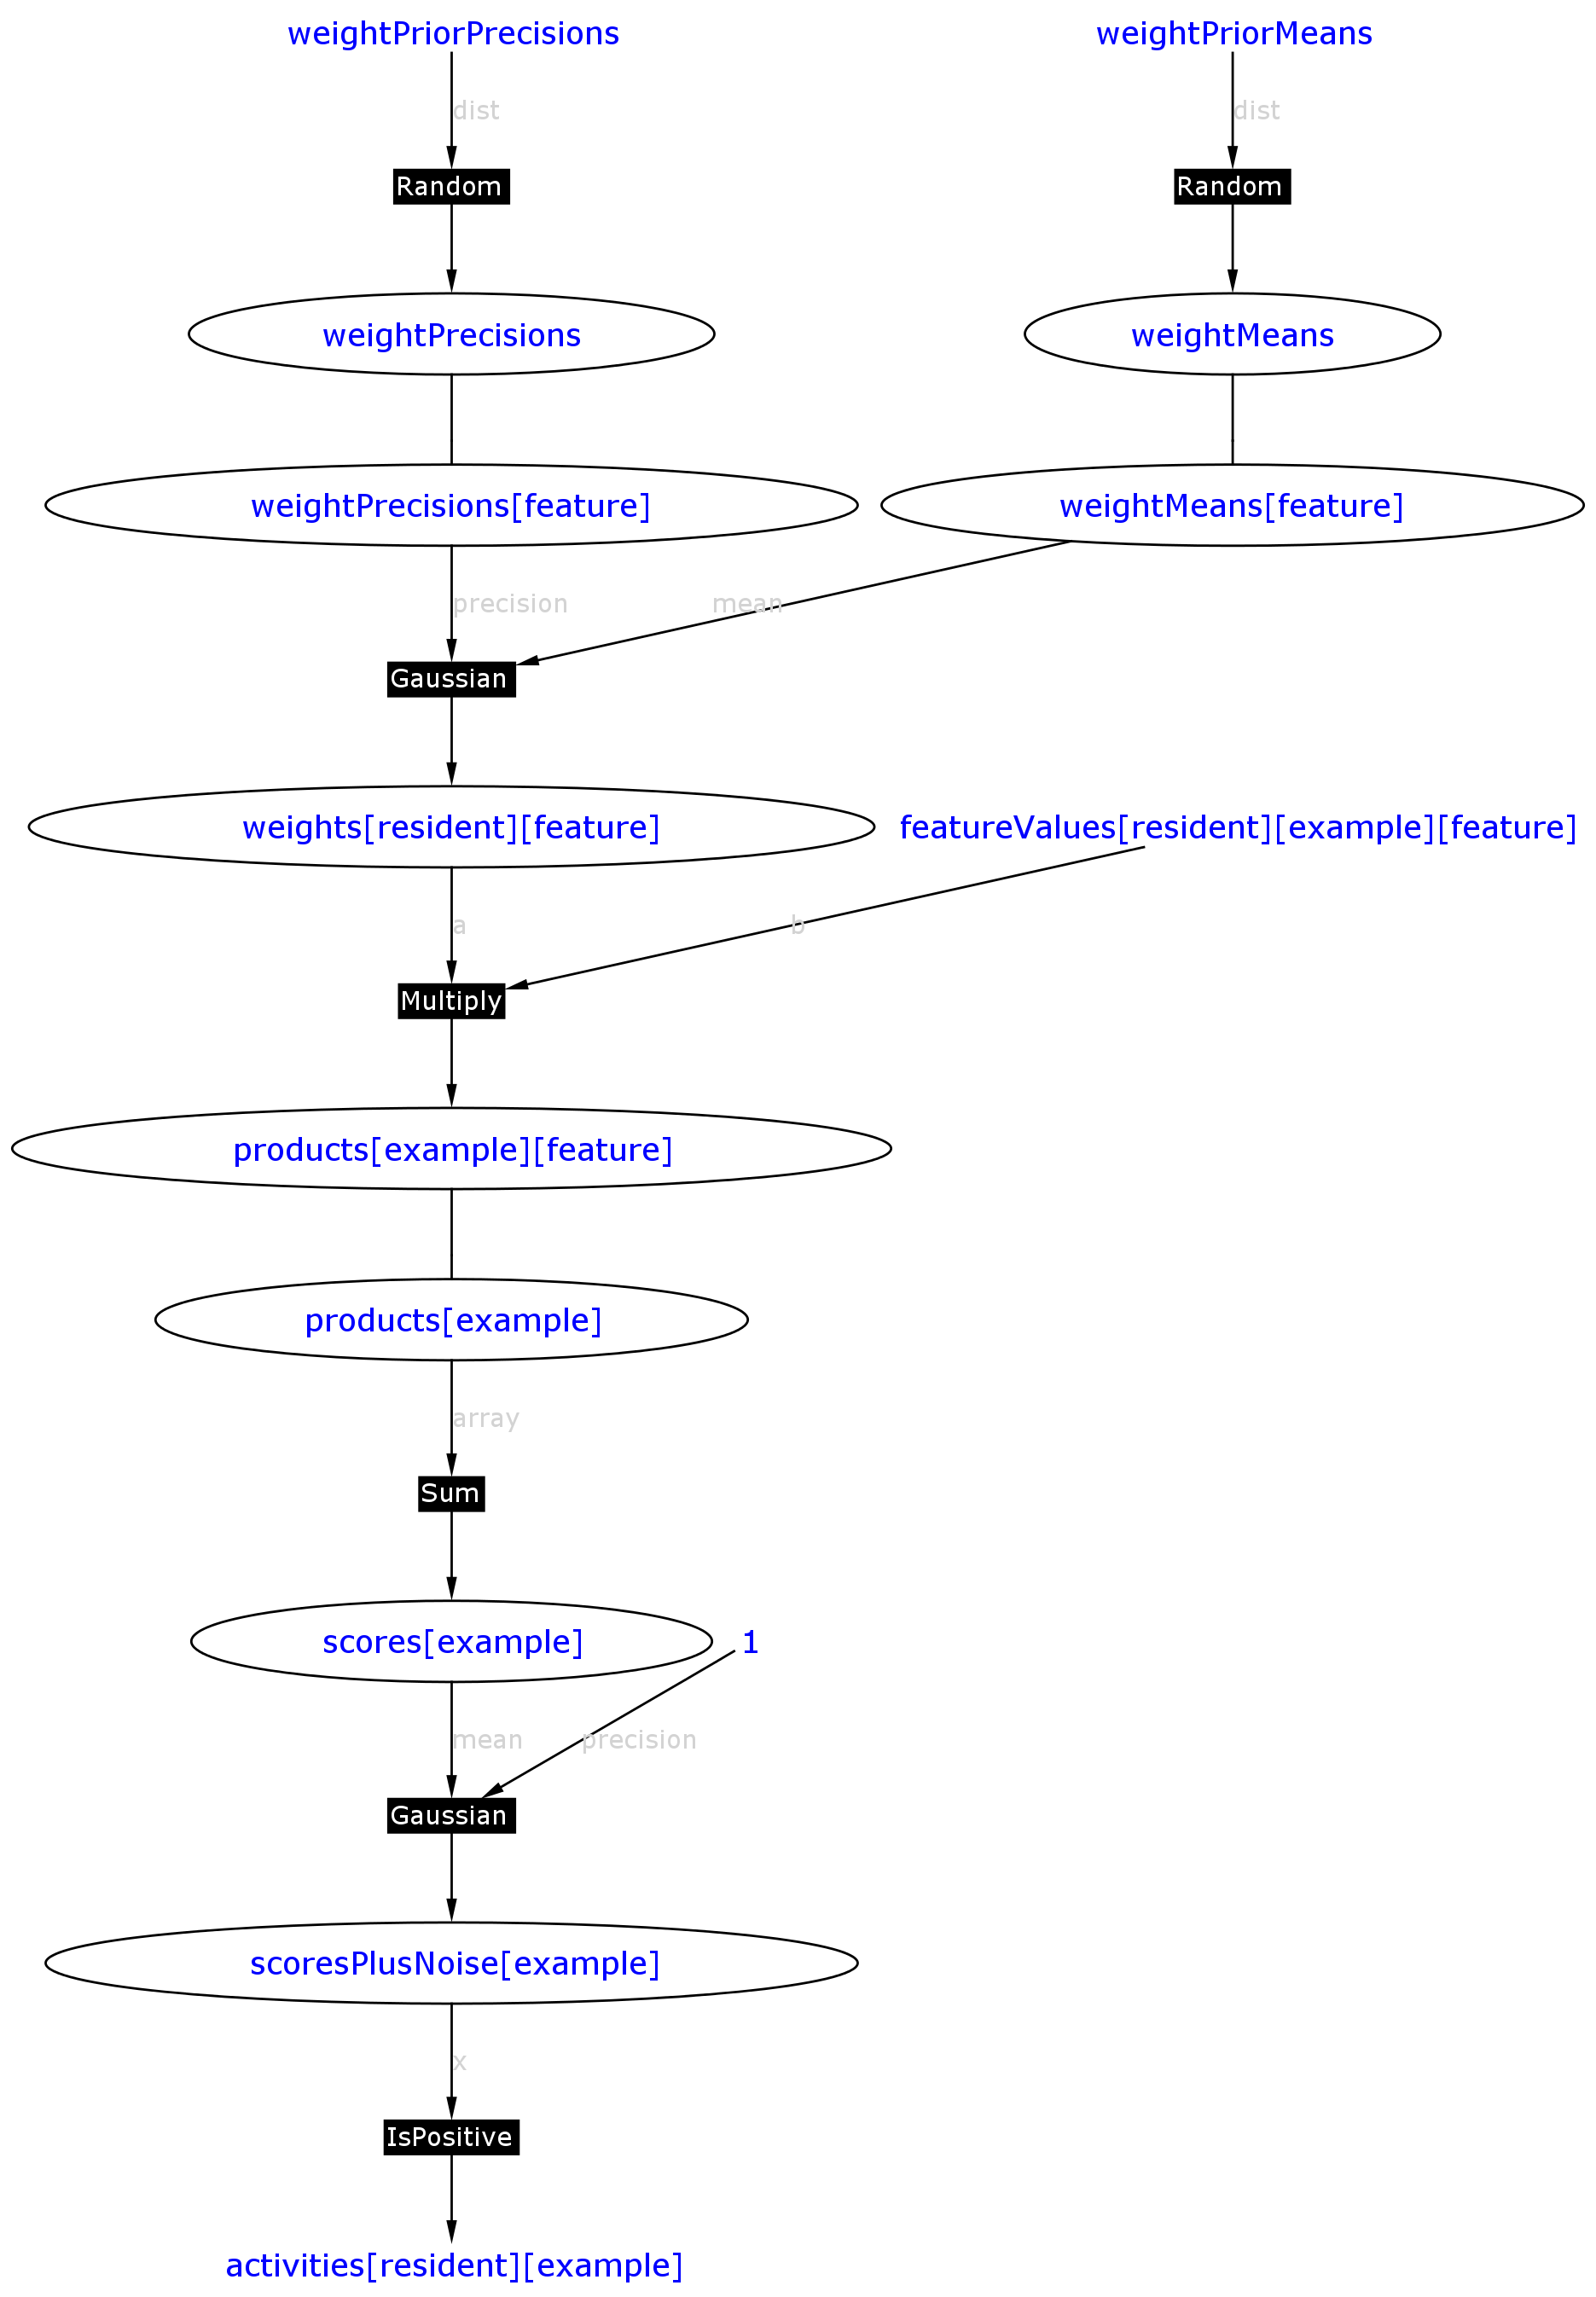 weightPriorPrecisions
weightPriorMeans
dist
dist
Random
Random
weightPrecisions
weightMeans
weightPrecisions[feature]
weightMeans[feature]
precision
mean
Gaussian
weights[resident][feature]
featureValues[resident][example][feature]
a
b
Multiply
products[example][feature]
products[example]
array
Sum
scores[example]
1
mean
precision
Gaussian
scoresPlusNoise[example]
x
IsPositive
activities[resident][example]